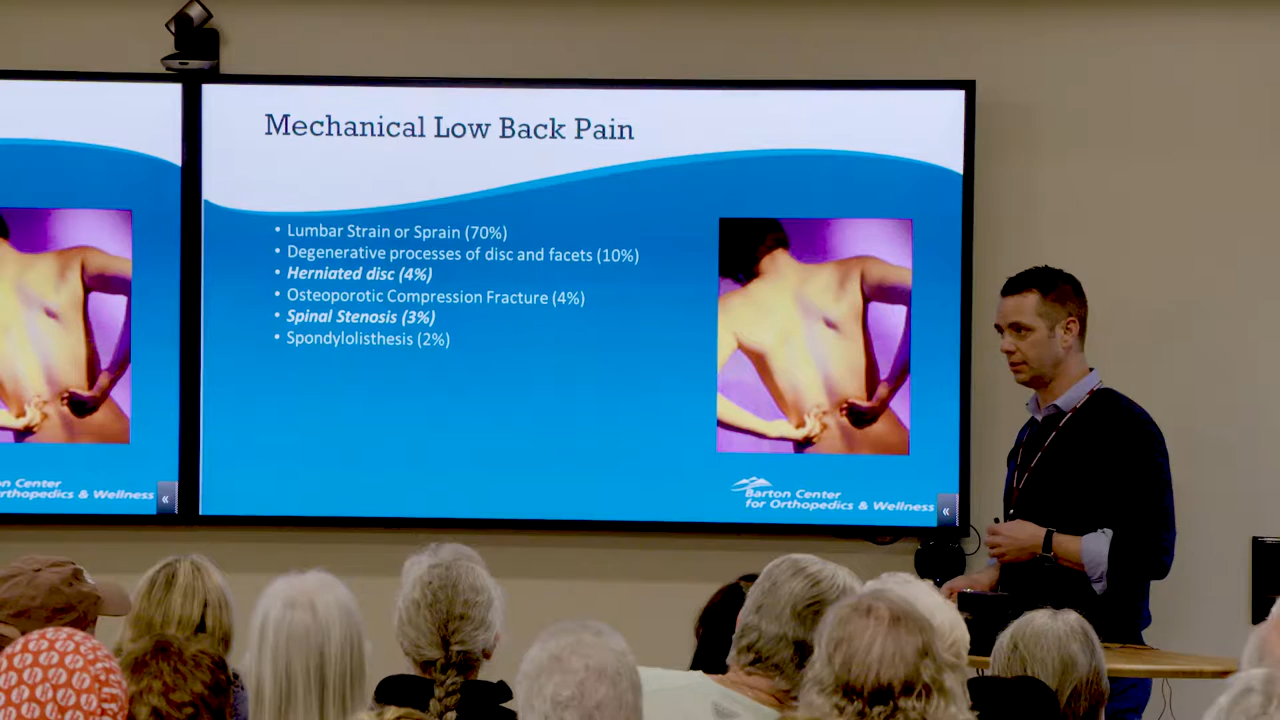 Mechanical Low Back Pain
• Lumbar Strain or Sprain (70%)
• Degenerative processes of disc and facets (10%)
• Herniated disc (4%)
• Osteoporotic Compression Fracture (4%)
• Spinal Stenosis (3%)
• Spondylolisthesis (2%)
n Center
rthopedics & Wellness
«
Barton Center
for Orthopedics & Wellness
«